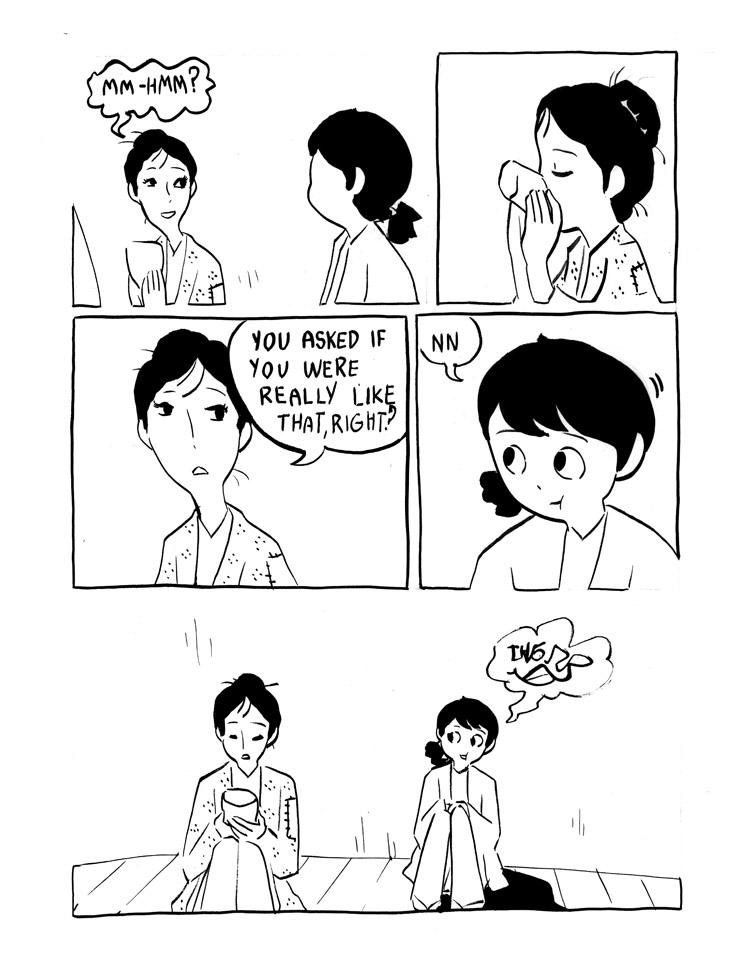 MM-HMM?
YOU ASKED IF
YOU WERE
REALLY LIKE
THAT, RIGHT?
NN